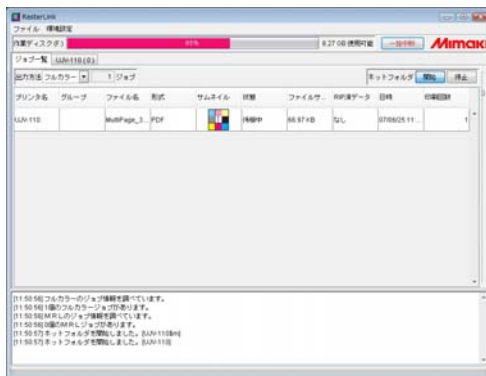 RasterLink
ファイル 環境設定
作業ディスク(F:) 85% 8.27 GB 使用可能 一時中断 Mimaki
ジョブ一覧 UJV-110 ( 0 )
出力方法 フルカラー 1 ジョブ ホットフォルダ 開始 停止
プリンタ名 グループ ファイル名 形式 サムネイル 状態 ファイルサ... RIP済データ 日時 印刷回数
UJV-110 MultiPage_3... PDF 待機中 66.97 KB なし 07/06/25 11 ... 1
[11:50:56] フルカラーのジョブ情報を調べています。
[11:50:56] 1個のフルカラージョブがあります。
[11:50:56] MRLのジョブ情報を調べています。
[11:50:56] 0個のMRLジョブがあります。
[11:50:57] ホットフォルダを開始しました。[UJV-110$m]
[11:50:57] ホットフォルダを開始しました。[UJV-110]